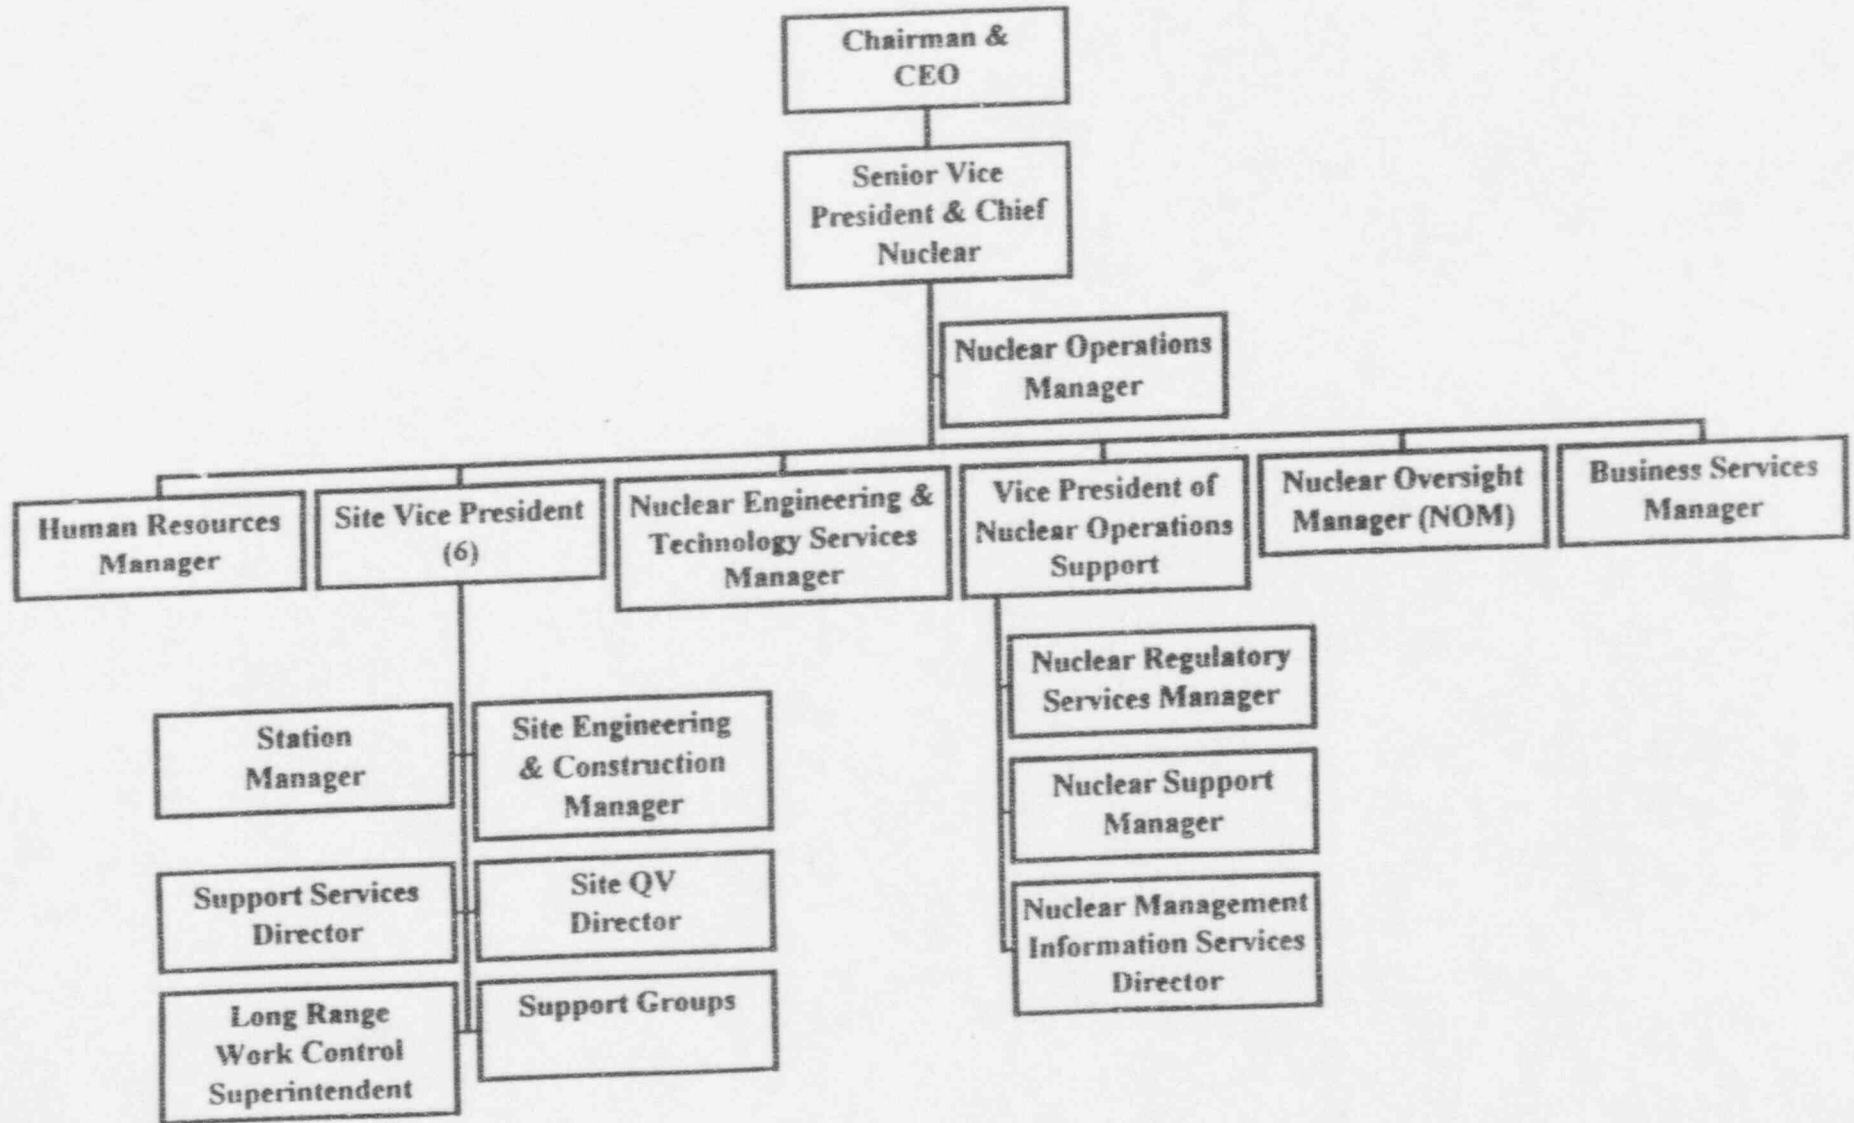 Chairman &
CEO
Senior Vice
President & Chief
Nuclear
Nuclear Operations
Manager
Human Resources
Manager
Site Vice President
(6)
Nuclear Engineering &
Technology Services
Manager
Vice President of
Nuclear Operations
Support
Nuclear Oversight
Manager (NOM)
Business Services
Manager
Station
Manager
Site Engineering
& Construction
Manager
Support Services
Director
Site QV
Director
Long Range
Work Control
Superintendent
Support Groups
Nuclear Regulatory
Services Manager
Nuclear Support
Manager
Nuclear Management
Information Services
Director